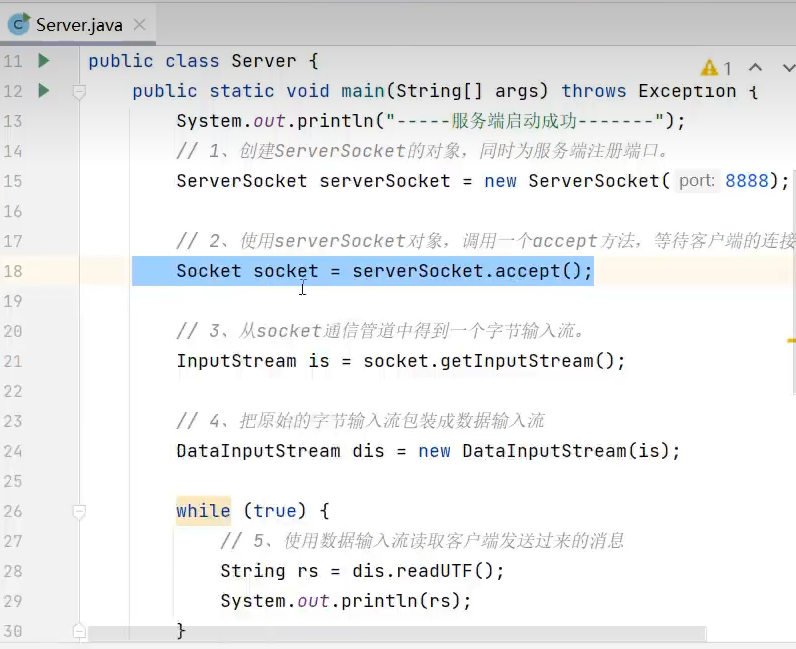 Server.java
11 public class Server {
1
12 public static void main(String[] args) throws Exception {
13 System.out.println("-----服务端启动成功-------");
14 // 1、创建ServerSocket的对象，同时为服务端注册端口。
15 ServerSocket serverSocket = new ServerSocket( port: 8888);
16
17 // 2、使用serverSocket对象，调用一个accept方法，等待客户端的连接
18 Socket socket = serverSocket.accept();
19
20 // 3、从socket通信管道中得到一个字节输入流。
21 InputStream is = socket.getInputStream();
22
23 // 4、把原始的字节输入流包装成数据输入流
24 DataInputStream dis = new DataInputStream(is);
25
26 while (true) {
27 // 5、使用数据输入流读取客户端发送过来的消息
28 String rs = dis.readUTF();
29 System.out.println(rs);
30 }